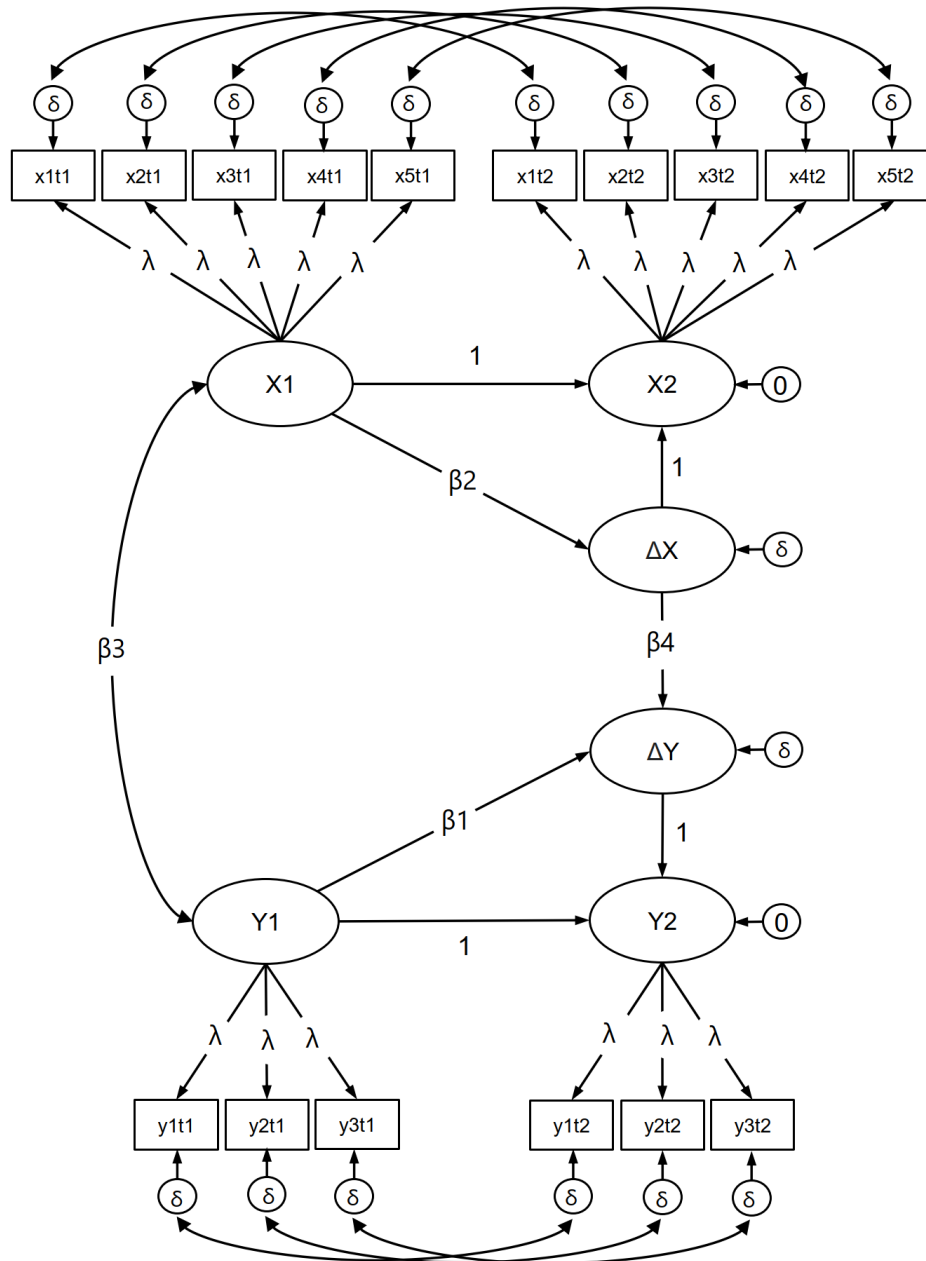 δ δ δ δ δ δ δ δ δ δ
x1t1 x2t1 x3t1 x4t1 x5t1 x1t2 x2t2 x3t2 x4t2 x5t2
λ λ λ λ λ λ λ λ λ λ
1
X1 X2 0
1
β2
ΔX δ
β3 β4
ΔY δ
β1 1
Y1 Y2 0
1
λ λ λ λ λ λ
y1t1 y2t1 y3t1 y1t2 y2t2 y3t2
δ δ δ δ δ δ